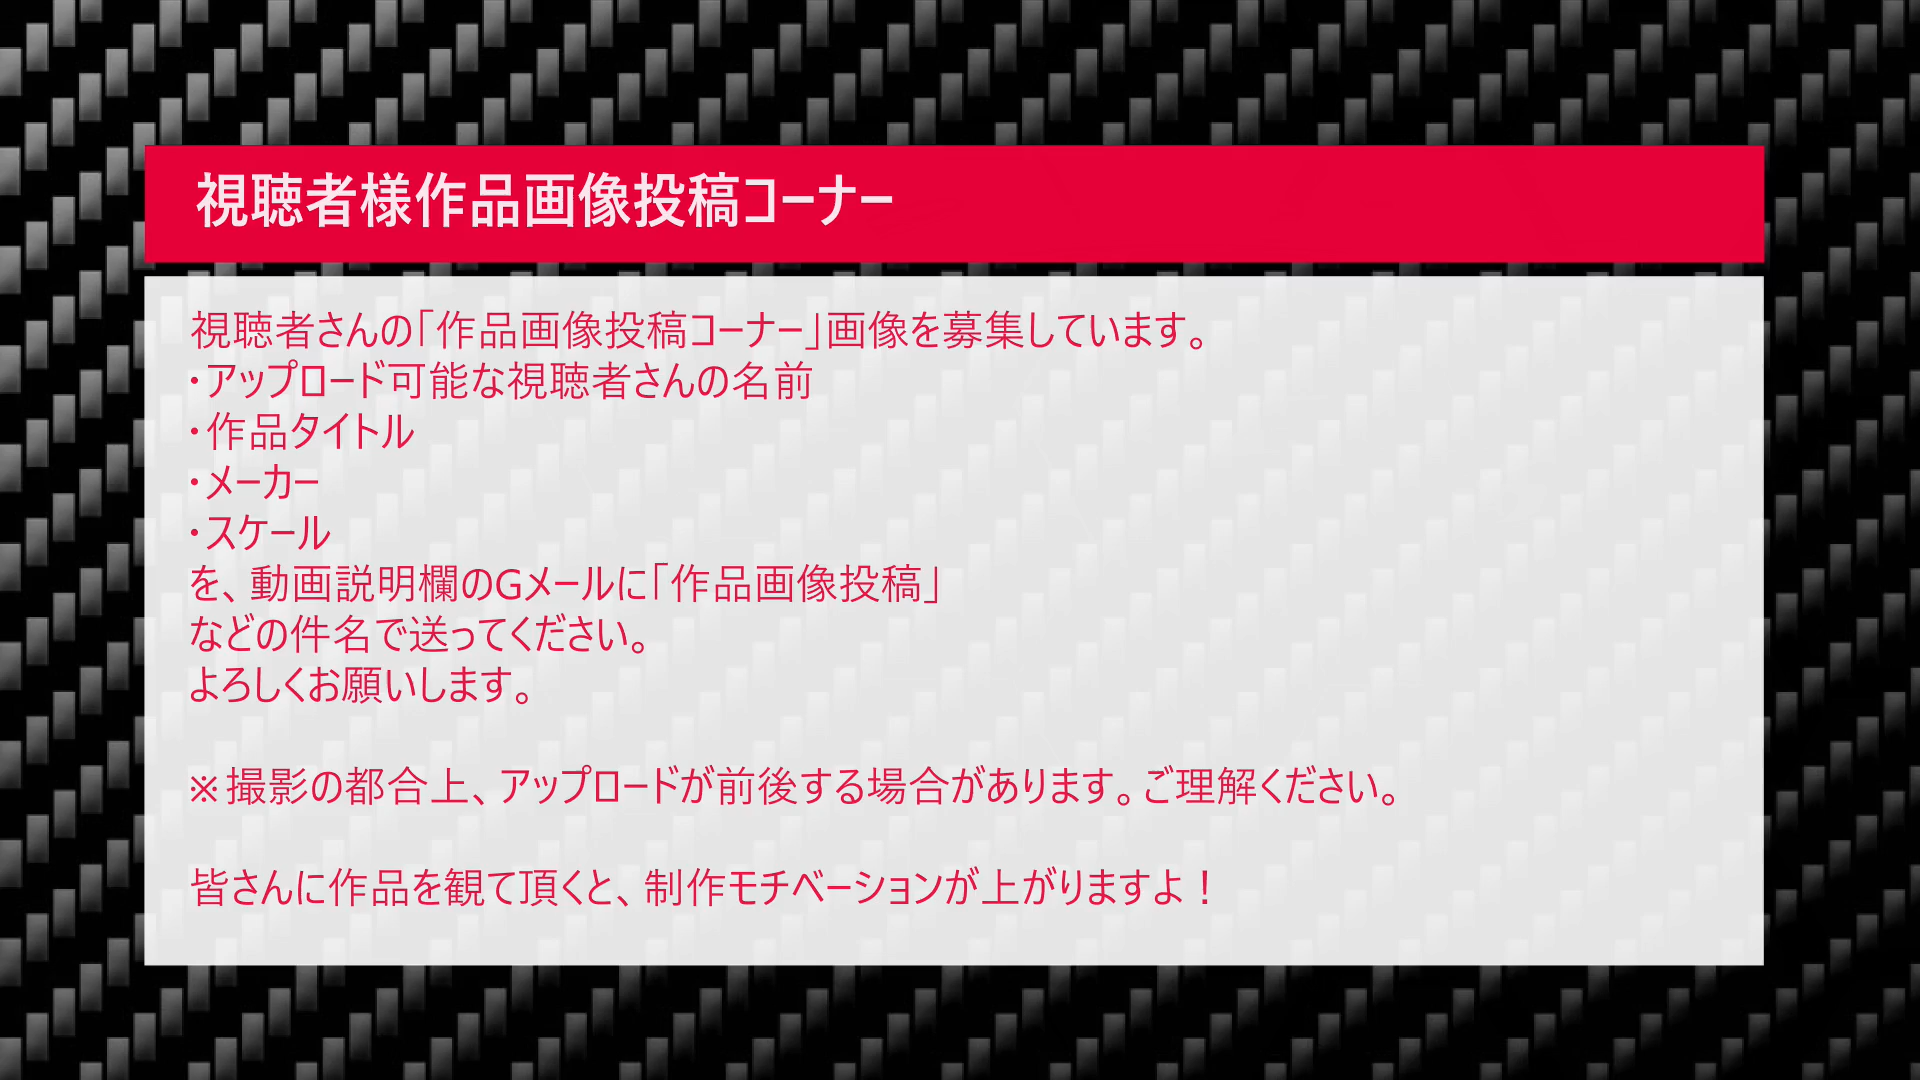 視聴者様作品画像投稿コーナー
視聴者さんの「作品画像投稿コーナー」画像を募集しています。
・アップロード可能な視聴者さんの名前
・作品タイトル
・メーカー
・スケール
を、動画説明欄のGメールに「作品画像投稿」
などの件名で送ってください。
よろしくお願いします。
※撮影の都合上、アップロードが前後する場合があります。ご理解ください。
皆さんに作品を観て頂くと、制作モチベーションが上がりますよ！